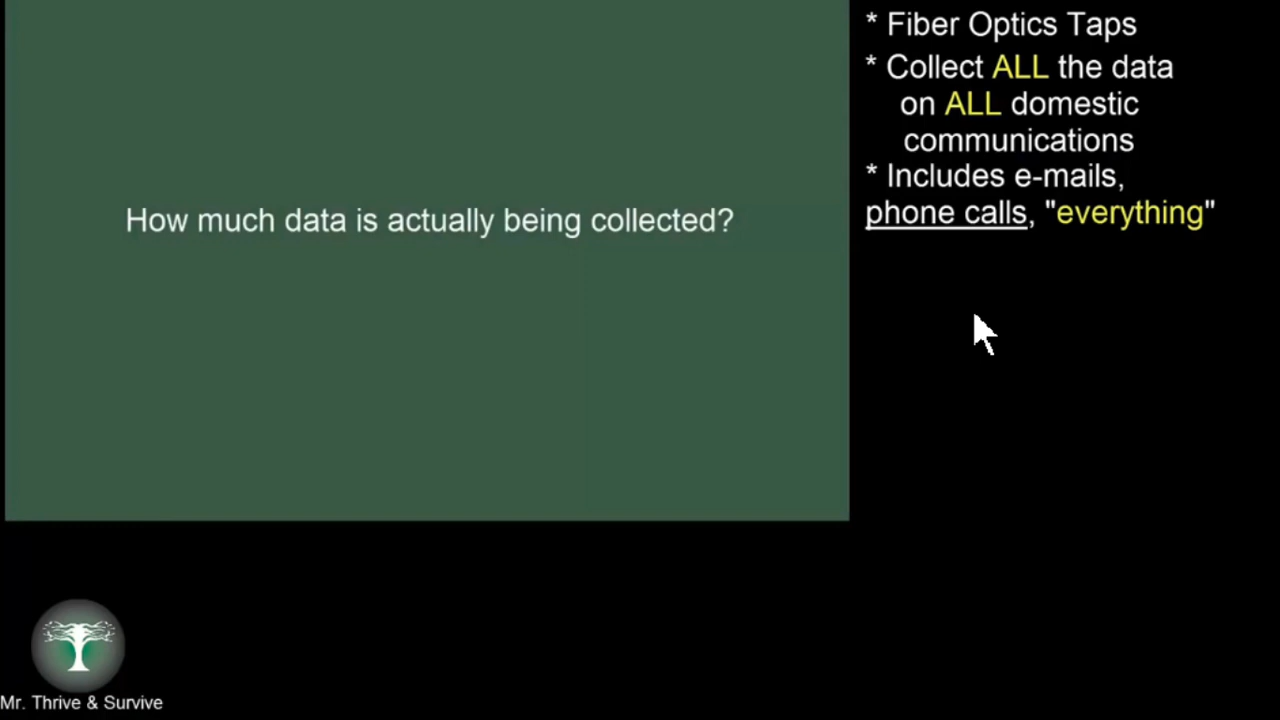 How much data is actually being collected?
* Fiber Optics Taps
* Collect ALL the data
on ALL domestic
communications
* Includes e-mails,
phone calls, "everything"
Mr. Thrive & Survive